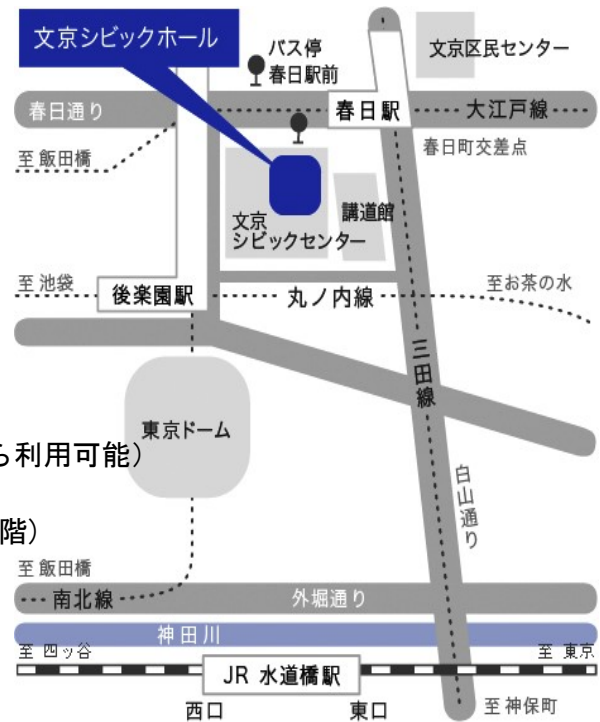 文京シビックホール
バス停
春日駅前
文京区民センター
春日通り
春日駅
大江戸線
至 飯田橋
春日町交差点
文京
シビックセンター
講道館
至 池袋
後楽園駅
丸ノ内線
至お茶の水
三田線
東京ドーム
ら利用可能）
白山通り
階）
至 飯田橋
南北線
外堀通り
神田川
至 四ッ谷
至 東京
JR 水道橋駅
西口
東口
至 神保町